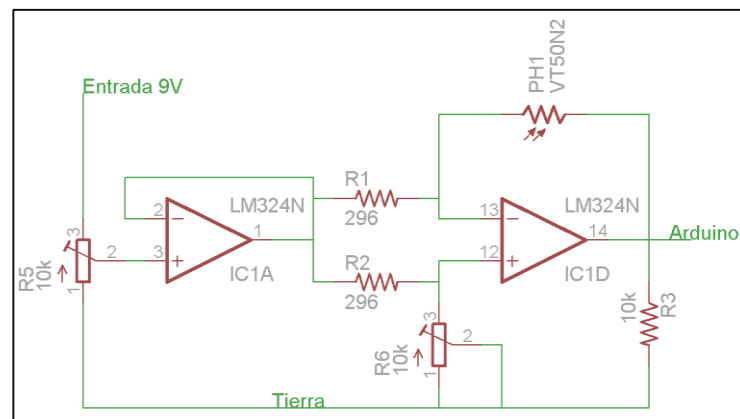 PH1
VT50N2
Entrada 9V
R1
296
2
3
1
LM324N
IC1A
R2
296
13
12
14
LM324N
IC1D
Arduino
3
2
1
R5
10k
3
2
1
R6
10k
10k
R3
Tierra